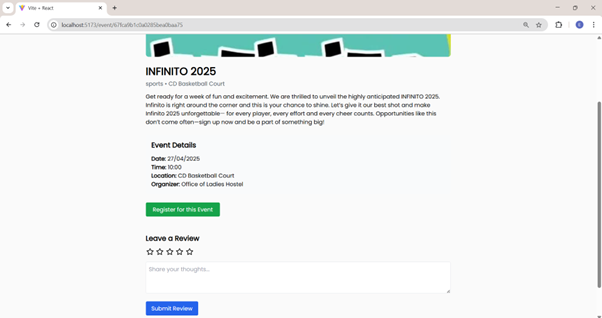 Vite + React
localhost:5173/event/67fca9b1c0a0285bea0baa75
INFINITO 2025
sports • CD Basketball Court
Get ready for a week of fun and excitement. We are thrilled to unveil the highly anticipated INFINITO 2025.
Infinito is right around the corner and this is your chance to shine. Let's give it our best shot and make
Infinito 2025 unforgettable-- for every player, every effort and every cheer counts. Opportunities like this
don't come often—sign up now and be a part of something big!
Event Details
Date: 27/04/2025
Time: 10:00
Location: CD Basketball Court
Organizer: Office of Ladies Hostel
Register for this Event
Leave a Review
Share your thoughts...
Submit Review